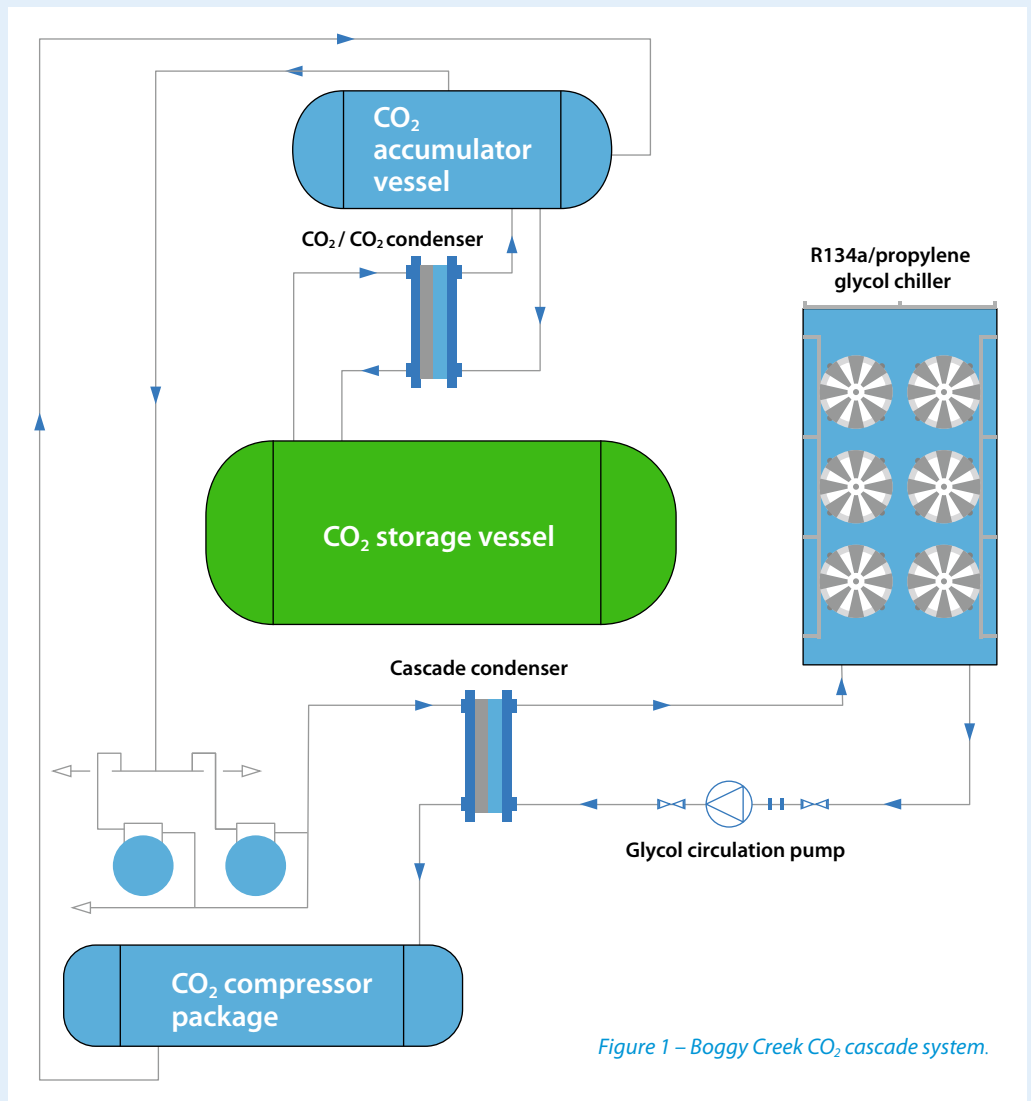 CO₂
accumulator
vessel
CO₂ / CO₂ condenser
R134a/propylene
glycol chiller
CO₂ storage vessel
Cascade condenser
Glycol circulation pump
CO₂ compressor
package
Figure 1 – Boggy Creek CO₂ cascade system.